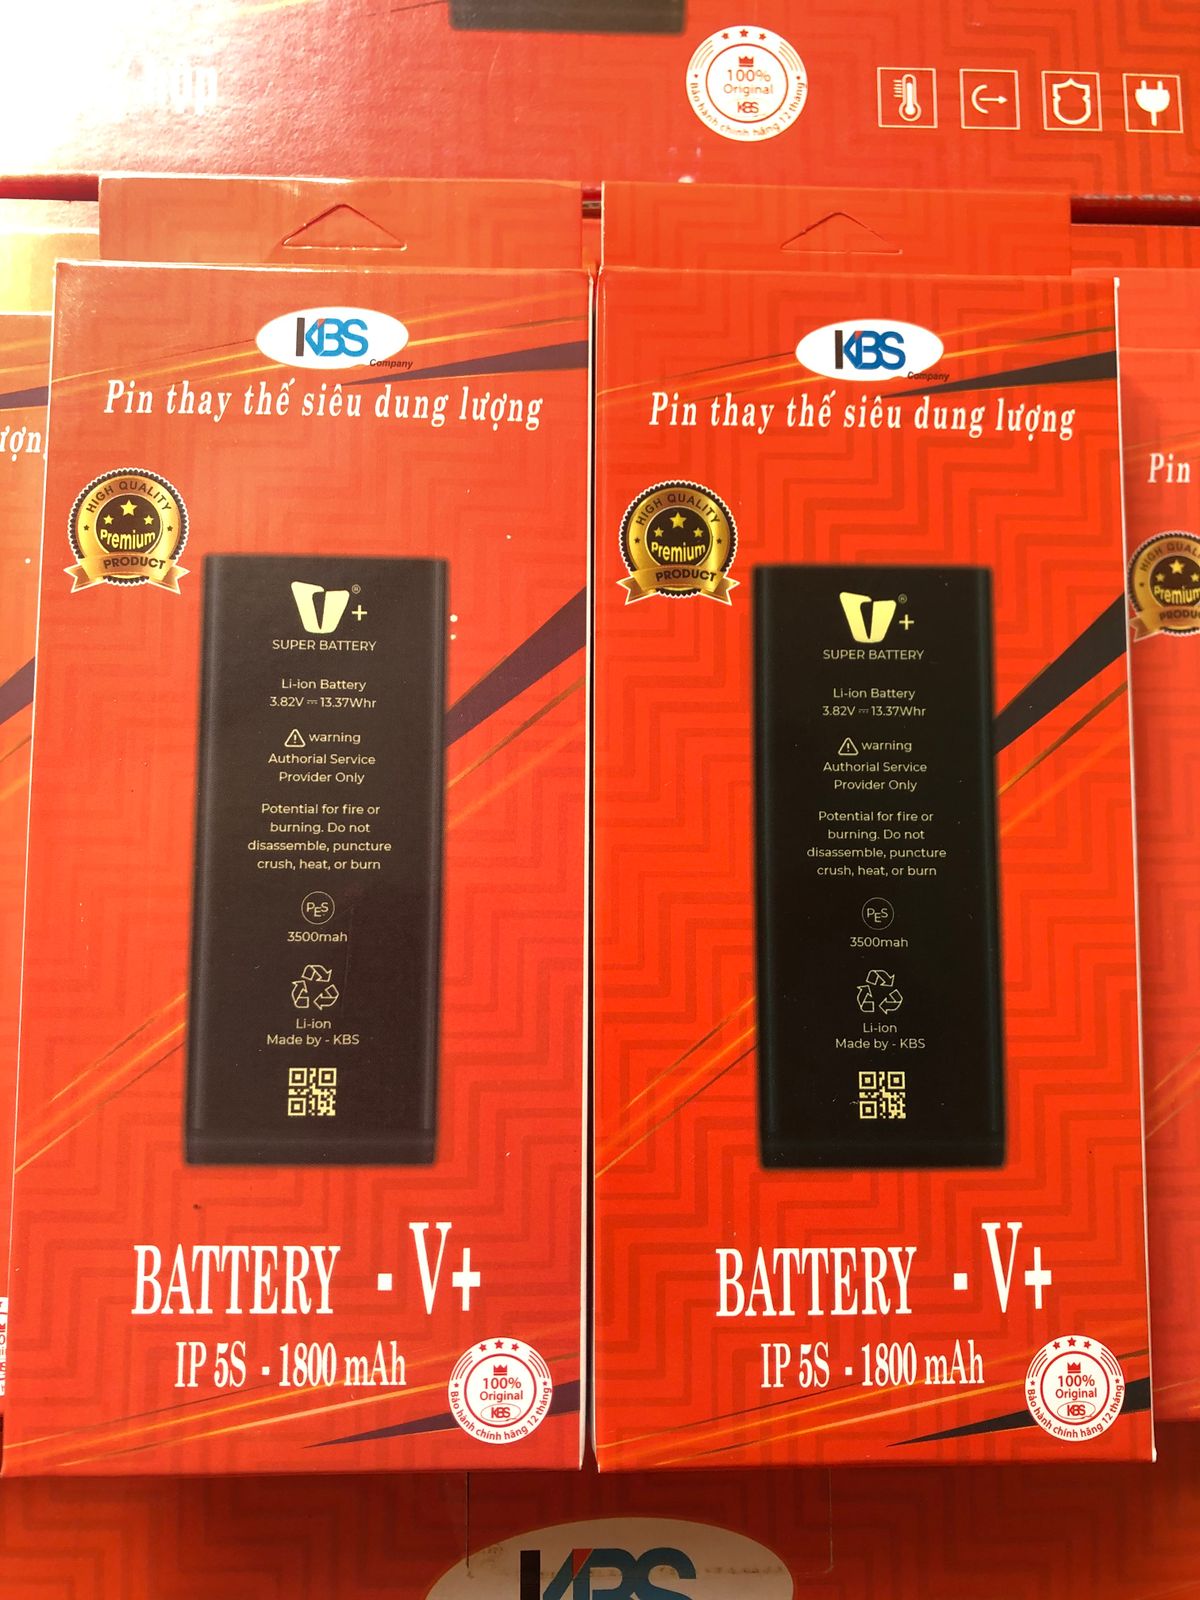 100%
Original
KBS
Bảo hành chính hãng 12 tháng
KBS
Company
Pin thay thế siêu dung lượng
HIGH QUALITY
Premium
PRODUCT
V®+
SUPER BATTERY
Li-ion Battery
3.82V ⎓ 13.37Whr
⚠ warning
Authorial Service
Provider Only
Potential for fire or
burning. Do not
disassemble, puncture
crush, heat, or burn
PES
3500mah
Li-ion
Made by - KBS
BATTERY - V+
IP 5S - 1800 mAh
100%
Original
KBS
Bảo hành chính hãng 12 tháng
KBS
Company
Pin thay thế siêu dung lượng
HIGH QUALITY
Premium
PRODUCT
V®+
SUPER BATTERY
Li-ion Battery
3.82V ⎓ 13.37Whr
⚠ warning
Authorial Service
Provider Only
Potential for fire or
burning. Do not
disassemble, puncture
crush, heat, or burn
PES
3500mah
Li-ion
Made by - KBS
BATTERY - V+
IP 5S - 1800 mAh
100%
Original
KBS
Bảo hành chính hãng 12 tháng
Pin
Premium
KBS